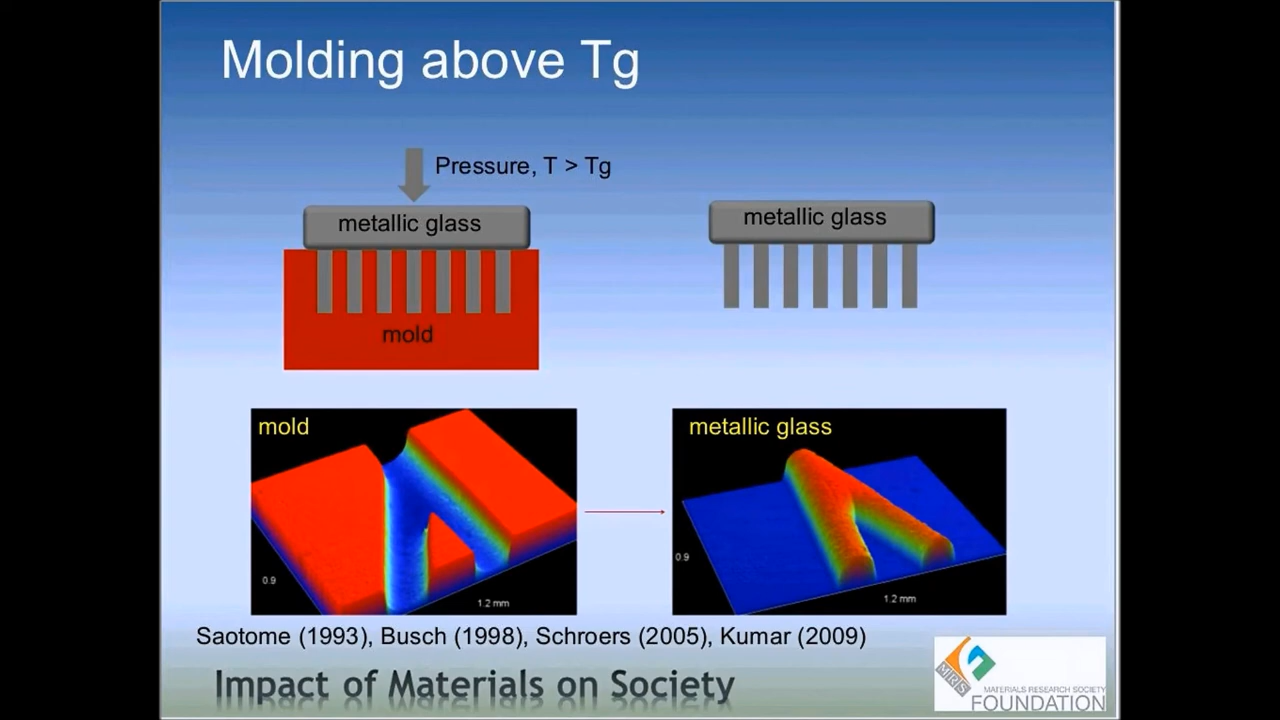 Molding above Tg
Pressure, T > Tg
metallic glass
metallic glass
mold
mold
metallic glass
0.9
1.2 mm
0.9
1.2 mm
Saotome (1993), Busch (1998), Schroers (2005), Kumar (2009)
Impact of Materials on Society
MRS
MATERIALS RESEARCH SOCIETY
FOUNDATION